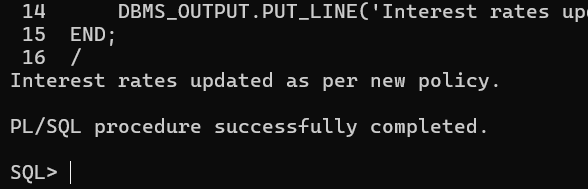 14      DBMS_OUTPUT.PUT_LINE('Interest rates
15  END;
16  /
Interest rates updated as per new policy.
PL/SQL procedure successfully completed.
SQL>